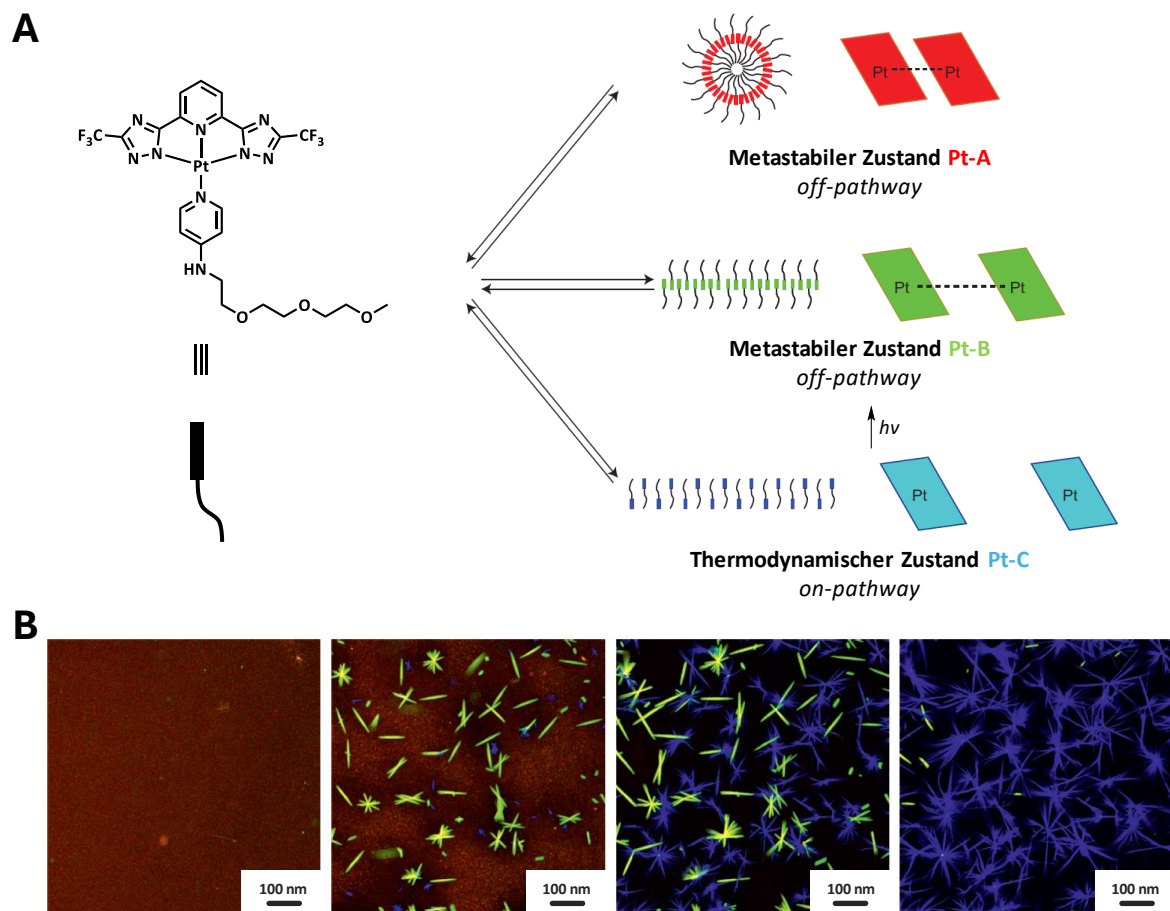 A
F₃C
N
N
N
N
N
N
N
CF₃
Pt
N
HN
O
O
O
Pt
Pt
Metastabiler Zustand Pt-A
off-pathway
Pt
Pt
Metastabiler Zustand Pt-B
off-pathway
hν
Pt
Pt
Thermodynamischer Zustand Pt-C
on-pathway
B
100 nm
100 nm
100 nm
100 nm